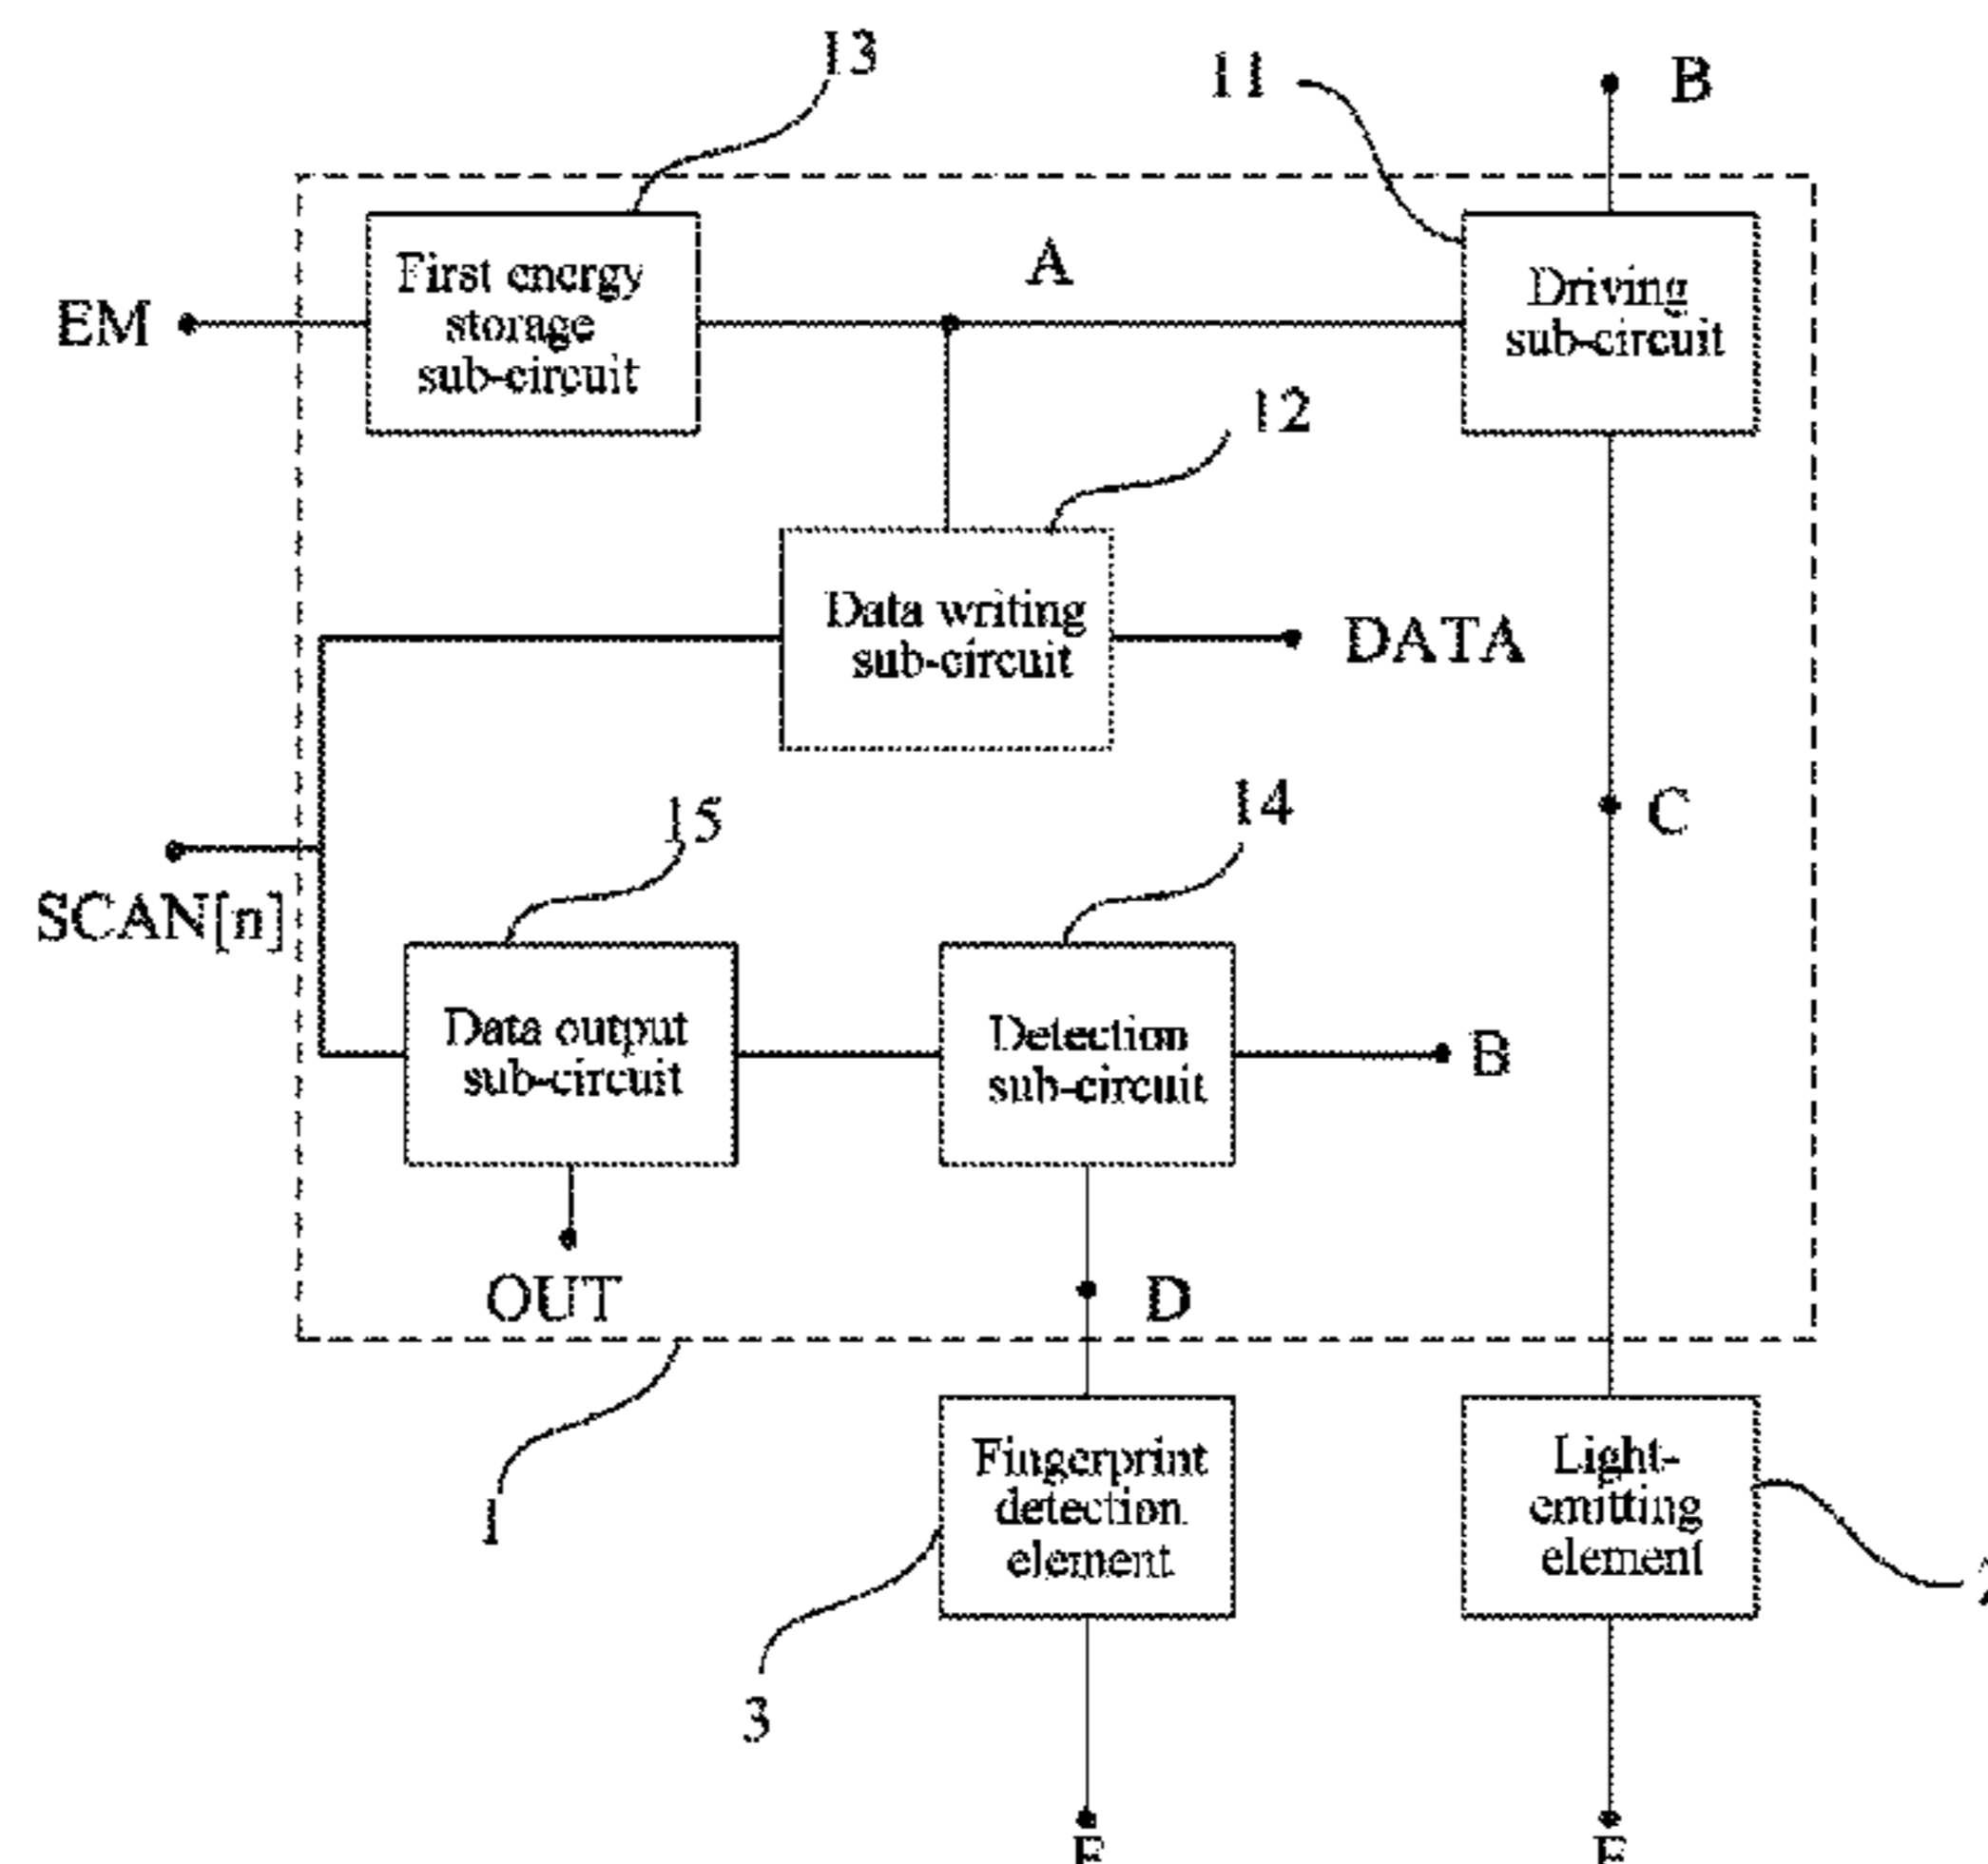 13
11
B
First energy
storage
sub-circuit
A
Driving
sub-circuit
EM
12
Data writing
sub-circuit
DATA
C
15
14
SCAN[n]
Data output
sub-circuit
Detection
sub-circuit
B
OUT
D
1
Fingerprint
detection
element
Light-
emitting
element
3